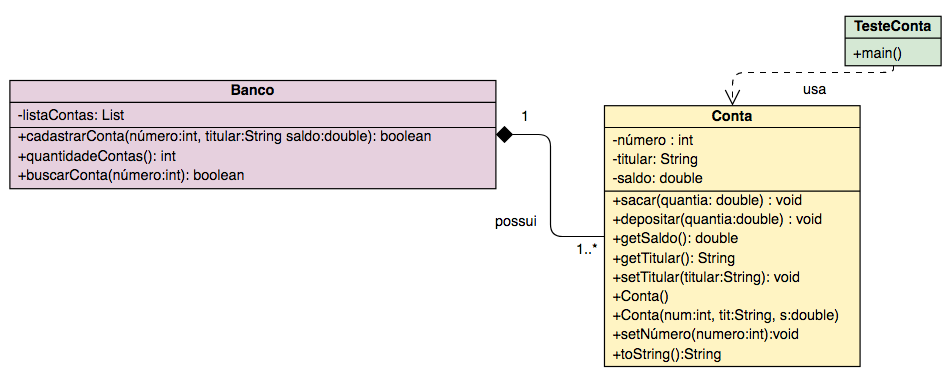 TesteConta
+main()
usa
Banco
-listaContas: List
+cadastrarConta(número:int, titular:String saldo:double): boolean
+quantidadeContas(): int
+buscarConta(número:int): boolean
1
possui
1..*
Conta
-número : int
-titular: String
-saldo: double
+sacar(quantia: double) : void
+depositar(quantia:double) : void
+getSaldo(): double
+getTitular(): String
+setTitular(titular:String): void
+Conta()
+Conta(num:int, tit:String, s:double)
+setNúmero(numero:int):void
+toString():String